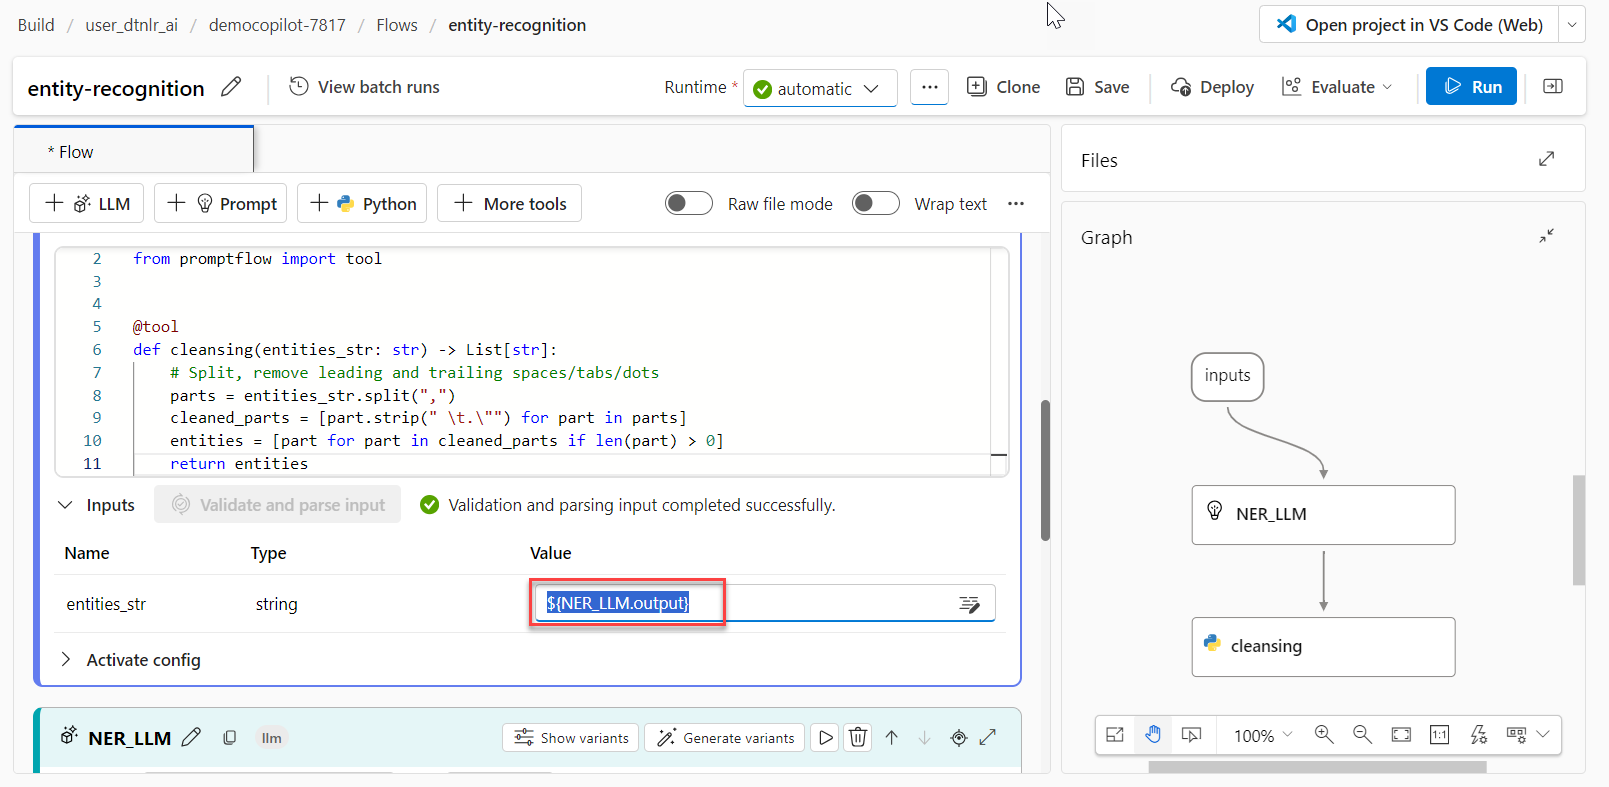 Build / user_dtnlr_ai / democopilot-7817 / Flows / entity-recognition
Open project in VS Code (Web)
entity-recognition
View batch runs
Runtime * automatic
...
Clone
Save
Deploy
Evaluate
Run
* Flow
+ LLM
+ Prompt
+ Python
+ More tools
Raw file mode
Wrap text
...
2 from promptflow import tool
3
4
5 @tool
6 def cleansing(entities_str: str) -> List[str]:
7     # Split, remove leading and trailing spaces/tabs/dots
8     parts = entities_str.split(",")
9     cleaned_parts = [part.strip(" \t.\"") for part in parts]
10     entities = [part for part in cleaned_parts if len(part) > 0]
11     return entities
Inputs
Validate and parse input
Validation and parsing input completed successfully.
Name Type Value
entities_str string ${NER_LLM.output}
Activate config
NER_LLM
llm
Show variants
Generate variants
Files
Graph
inputs
NER_LLM
cleansing
100%
1:1